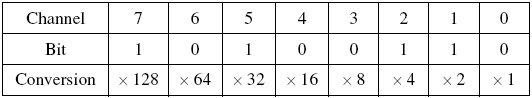 Channel 7 6 5 4 3 2 1 0
Bit 1 0 1 0 0 1 1 0
Conversion × 128 × 64 × 32 × 16 × 8 × 4 × 2 × 1